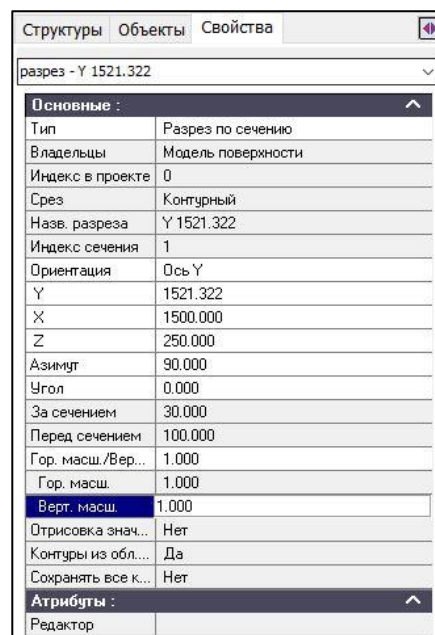 Структуры Объекты Свойства
разрез - Y 1521.322
Основные :
Тип Разрез по сечению
Владельцы Модель поверхности
Индекс в проекте 0
Срез Контурный
Назв. разреза Y 1521.322
Индекс сечения 1
Ориентация Ось Y
Y 1521.322
X 1500.000
Z 250.000
Азимут 90.000
Угол 0.000
За сечением 30.000
Перед сечением 100.000
Гор. масш./Вер... 1.000
Гор. масш. 1.000
Верт. масш. 1.000
Отрисовка знач... Нет
Контуры из обл.... Да
Сохранять все к... Нет
Атрибуты :
Редактор